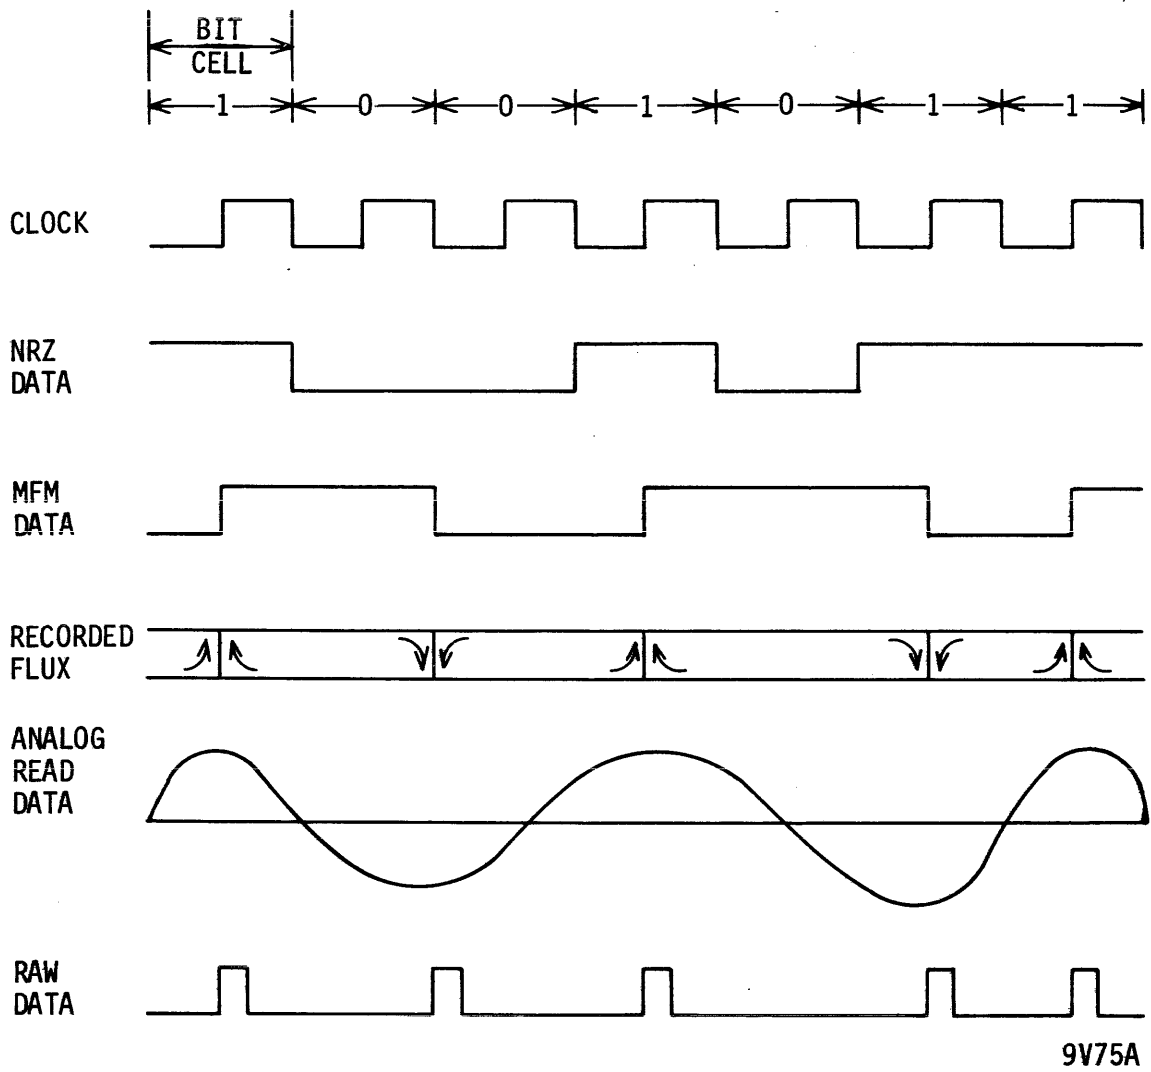 BIT
CELL
1 0 0 1 0 1 1
CLOCK
NRZ
DATA
MFM
DATA
RECORDED
FLUX
ANALOG
READ
DATA
RAW
DATA
9V75A